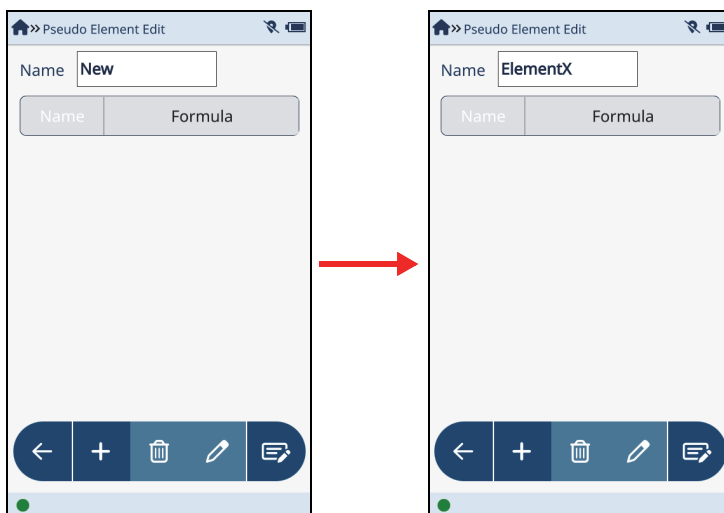 Pseudo Element Edit
Name New
Name Formula
Pseudo Element Edit
Name ElementX
Name Formula